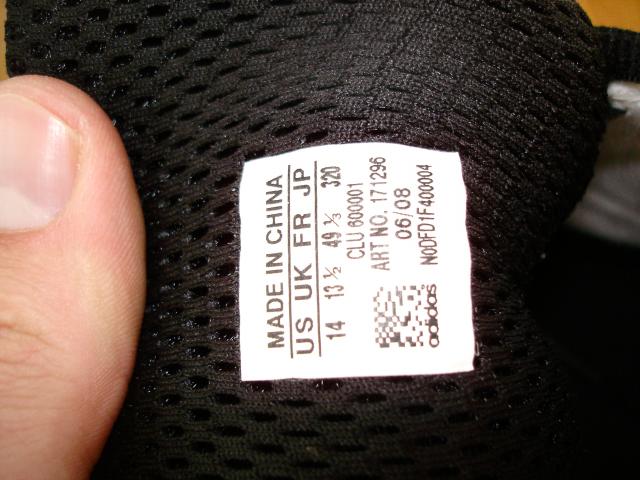 MADE IN CHINA
US UK FR JP
14 13 ½ 49 ⅓ 320
CLU 600001
ART NO. 171296
06/08
NoDFD1F400004
adidas